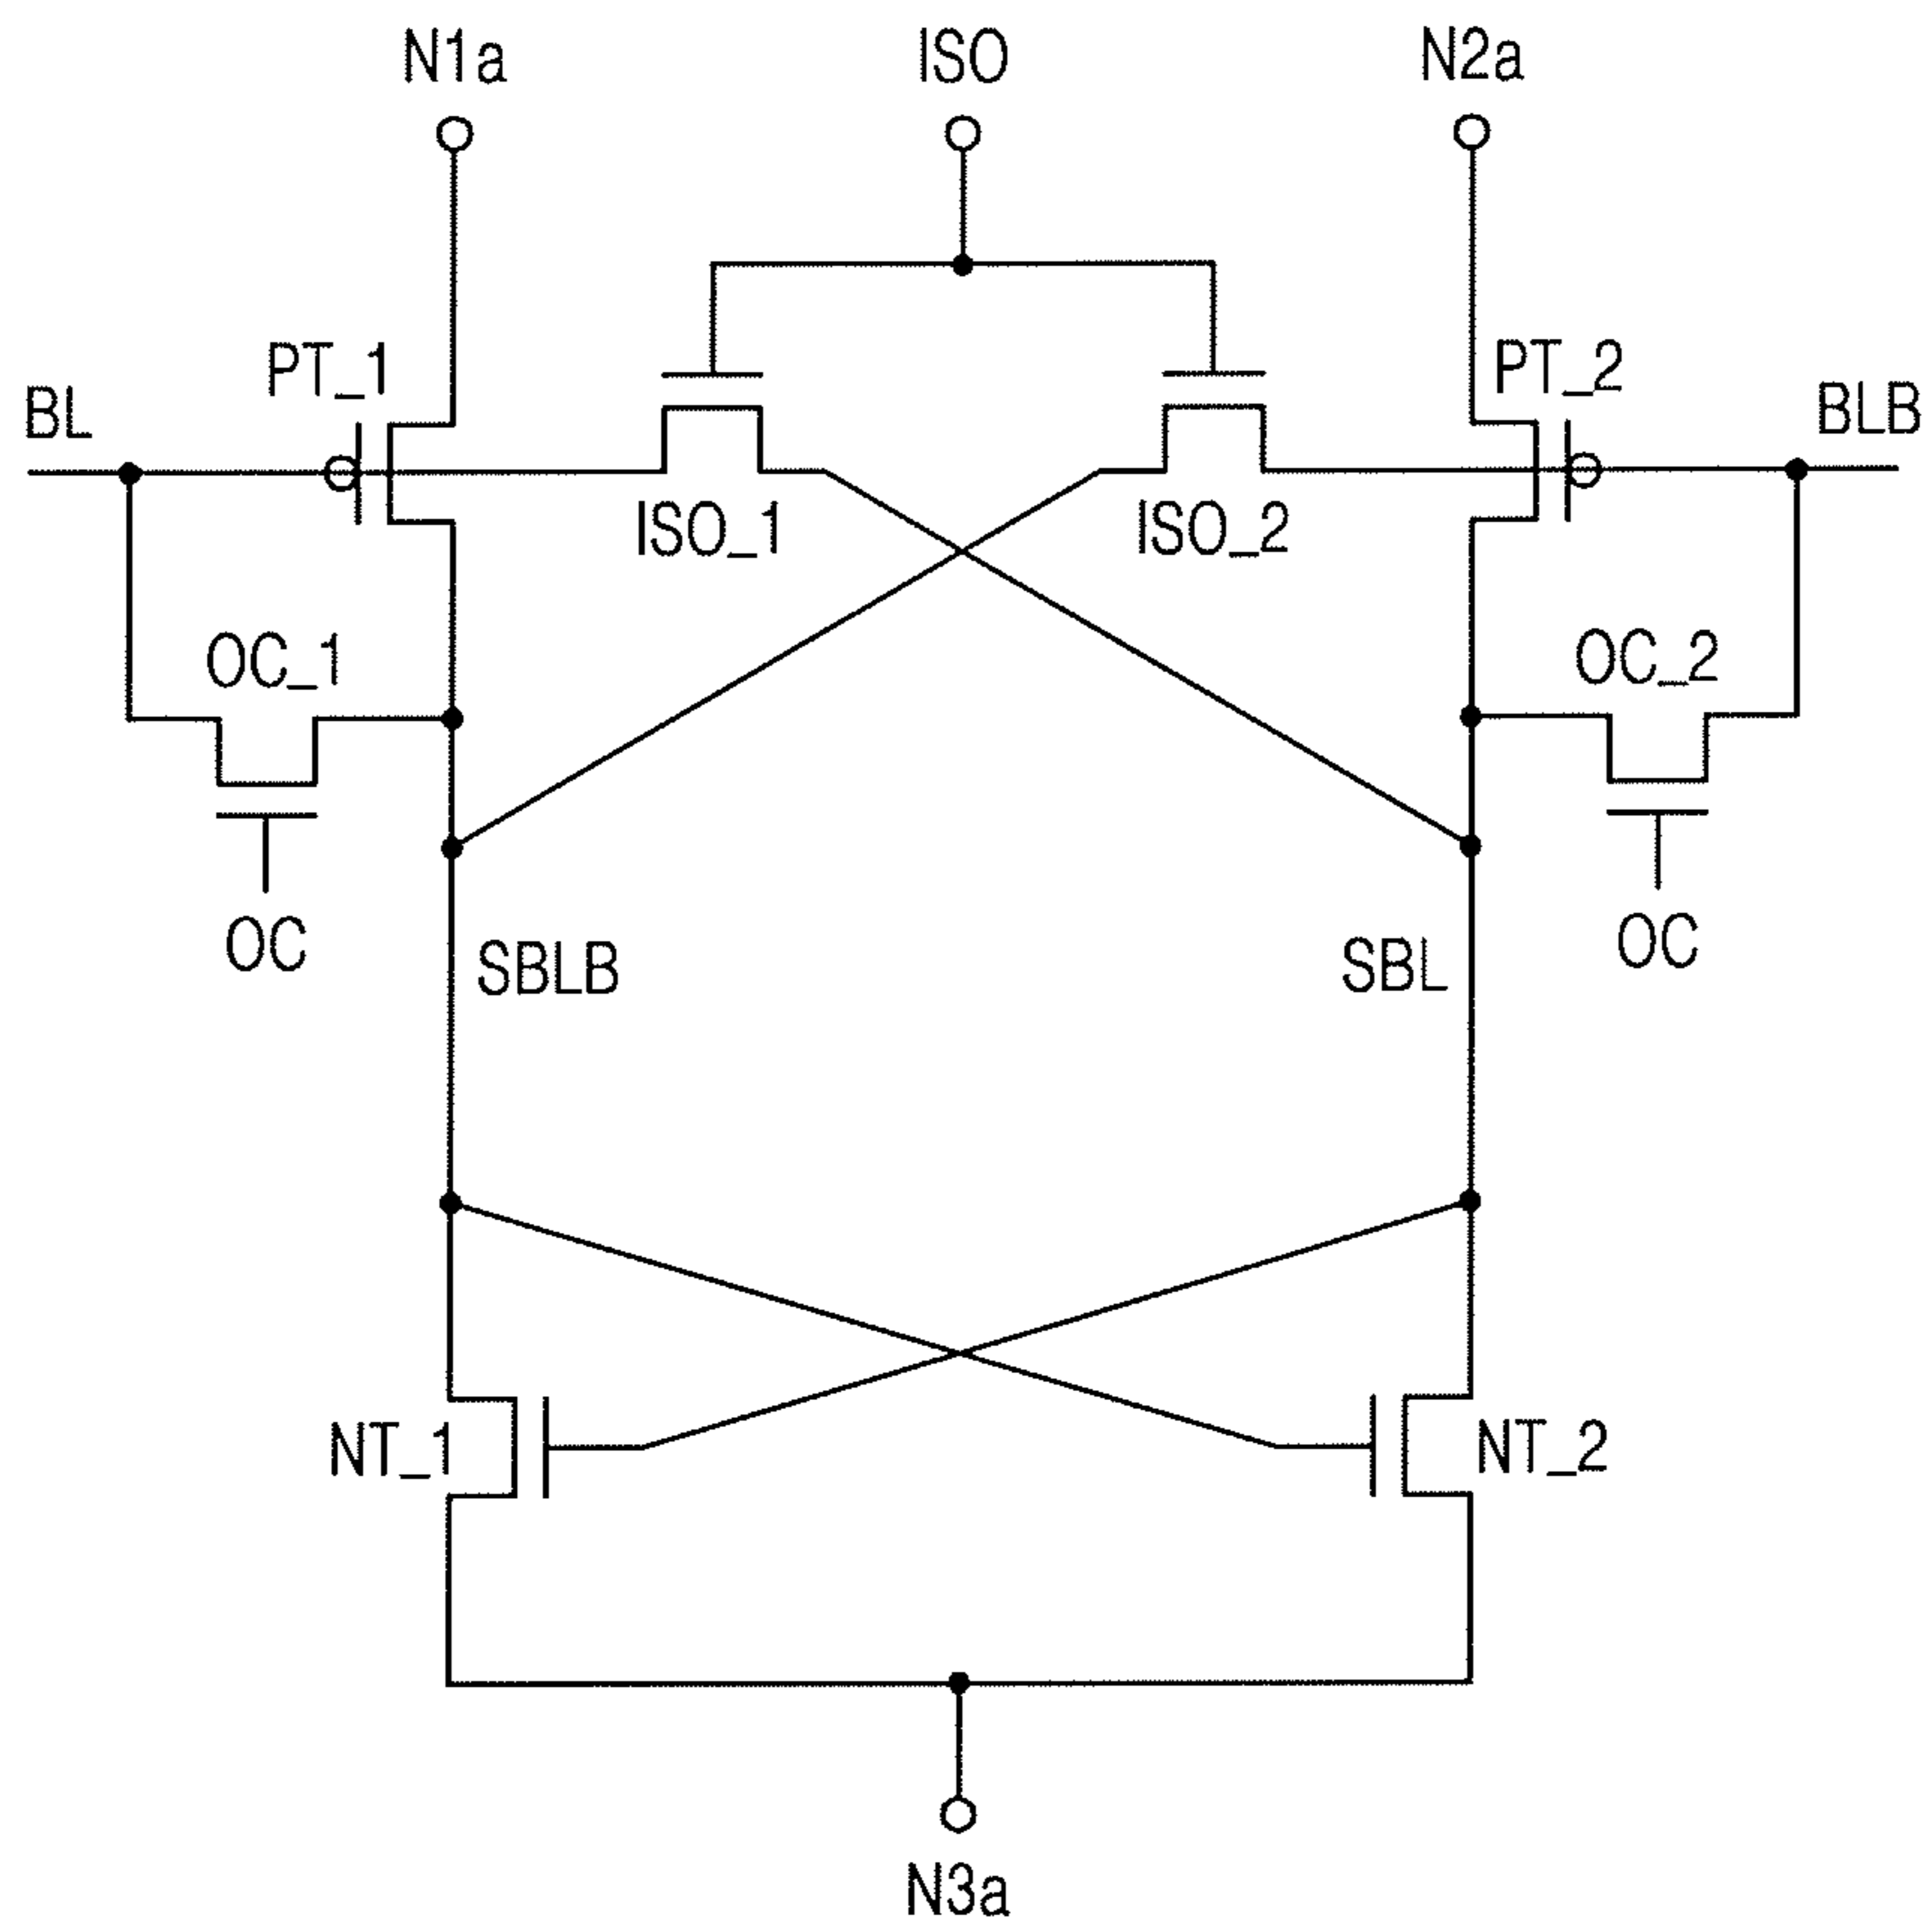 N1a
ISO
N2a
PT_1
PT_2
BL
BLB
ISO_1
ISO_2
OC_1
OC_2
OC
OC
SBLB
SBL
NT_1
NT_2
N3a